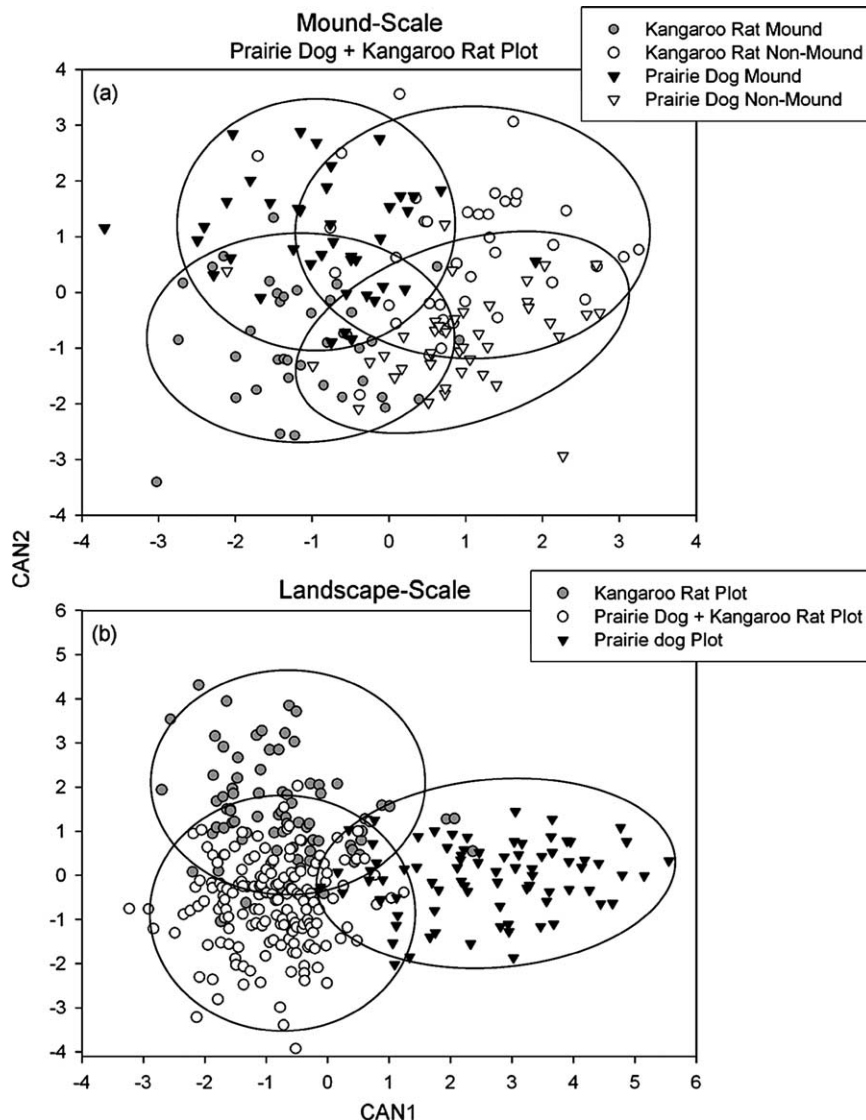 Mound-Scale
Prairie Dog + Kangaroo Rat Plot
Kangaroo Rat Mound
Kangaroo Rat Non-Mound
Prairie Dog Mound
Prairie Dog Non-Mound
(a)
4
3
2
1
0
-1
-2
-3
-4
-4 -3 -2 -1 0 1 2 3 4
CAN2
Landscape-Scale
Kangaroo Rat Plot
Prairie Dog + Kangaroo Rat Plot
Prairie dog Plot
(b)
6
5
4
3
2
1
0
-1
-2
-3
-4
-4 -3 -2 -1 0 1 2 3 4 5 6
CAN1